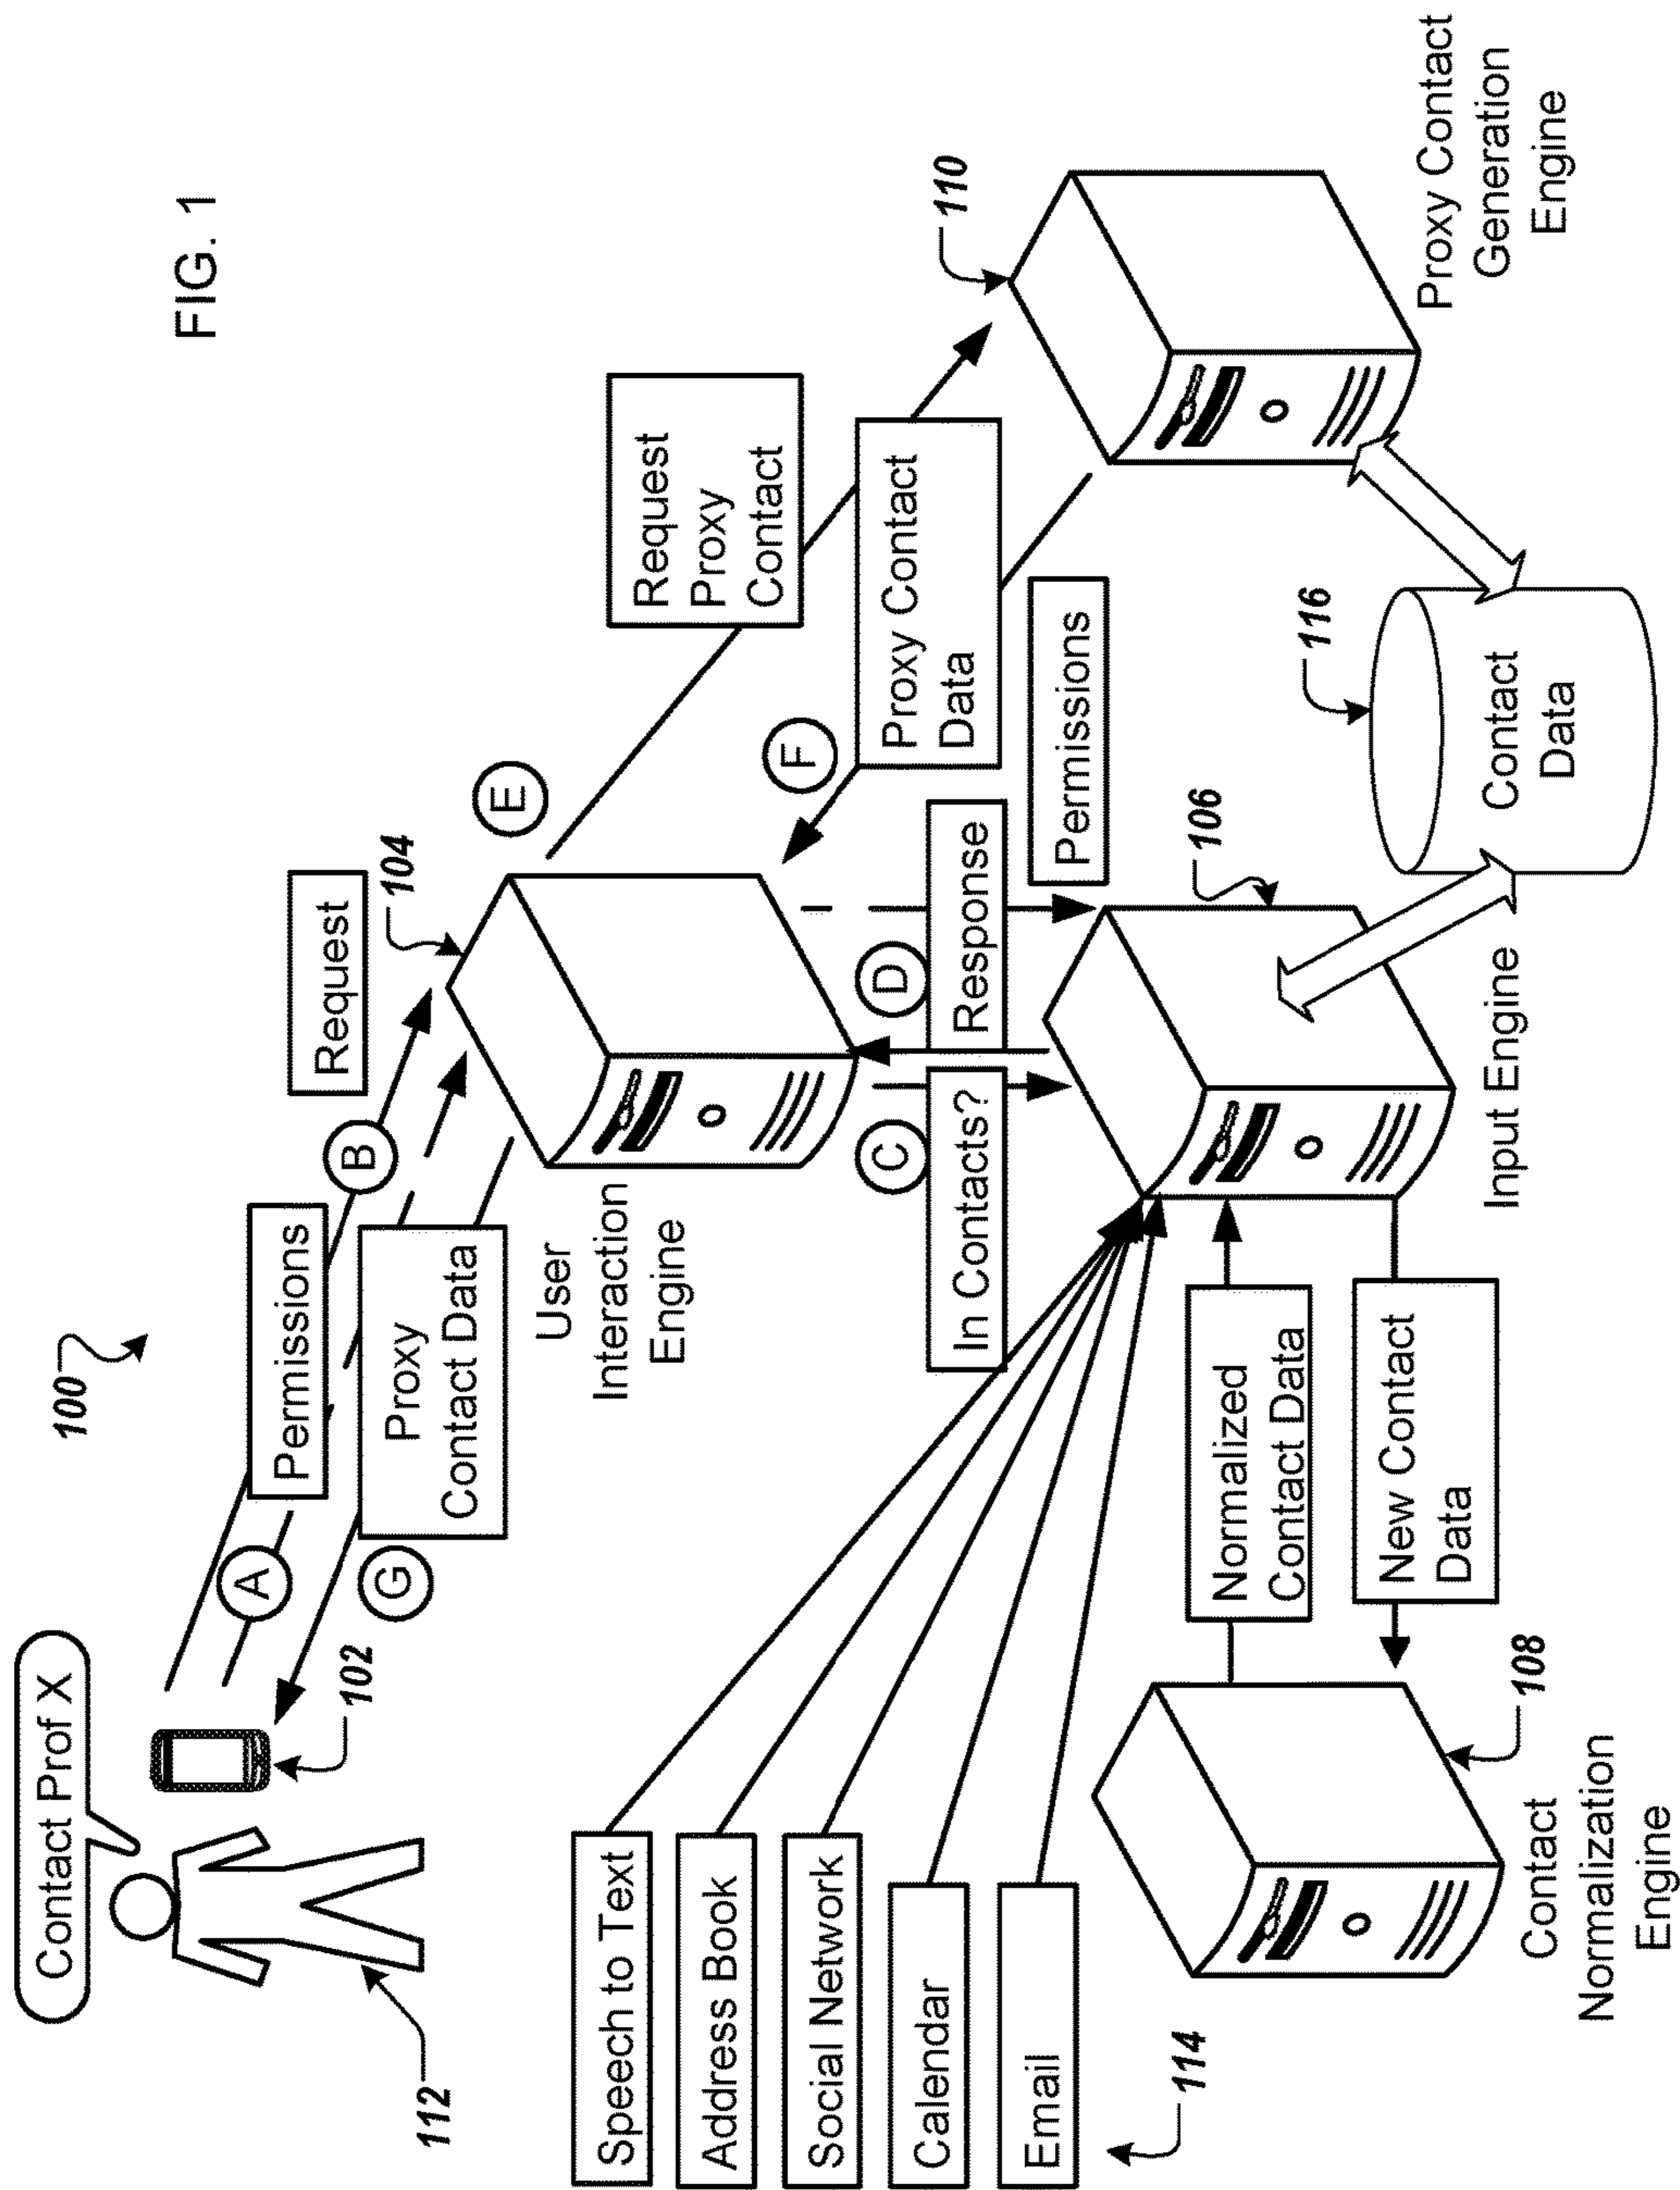 FIG. 1
100
Contact Prof X
112
102
A
Permissions
B
Request
104
G
Proxy
Contact Data
User
Interaction
Engine
E
Request
Proxy
Contact
110
F
Proxy Contact
Data
Proxy Contact
Generation
Engine
C
In Contacts?
D
Response
Permissions
Speech to Text
Address Book
Social Network
Calendar
Email
114
106
Input Engine
116
Contact
Data
Normalized
Contact Data
New Contact
Data
108
Contact
Normalization
Engine